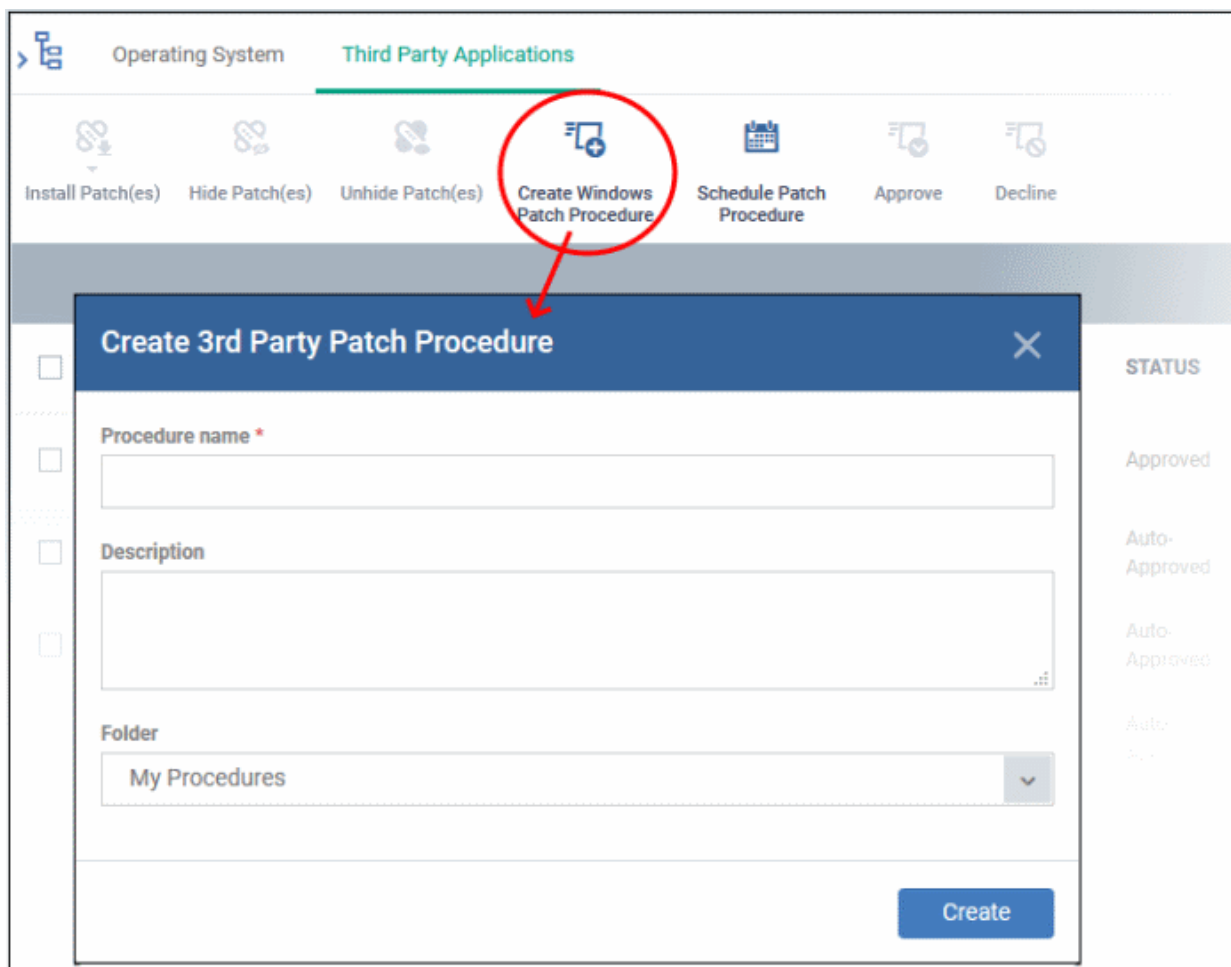 Operating System Third Party Applications
Install Patch(es) Hide Patch(es) Unhide Patch(es) Create Windows Patch Procedure Schedule Patch Procedure Approve Decline
Create 3rd Party Patch Procedure
STATUS
Procedure name *
Approved
Description
Auto-
Approved
Auto-
Approved
Folder
Auto-
My Procedures
Create